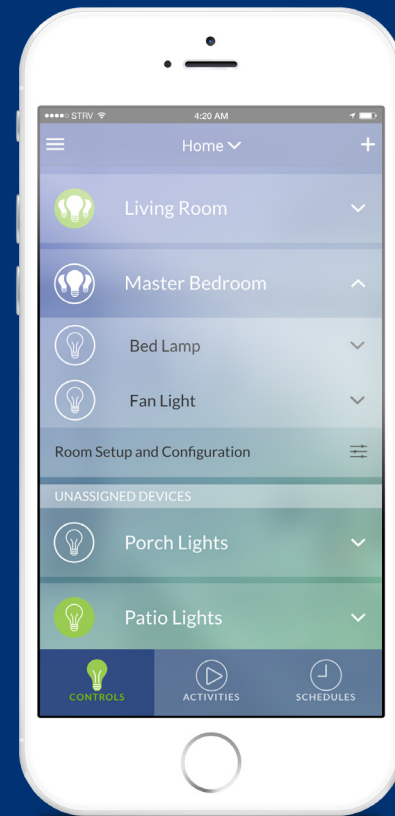 STRV 4:20 AM
Home
Living Room
Master Bedroom
Bed Lamp
Fan Light
Room Setup and Configuration
UNASSIGNED DEVICES
Porch Lights
Patio Lights
CONTROLS ACTIVITIES SCHEDULES